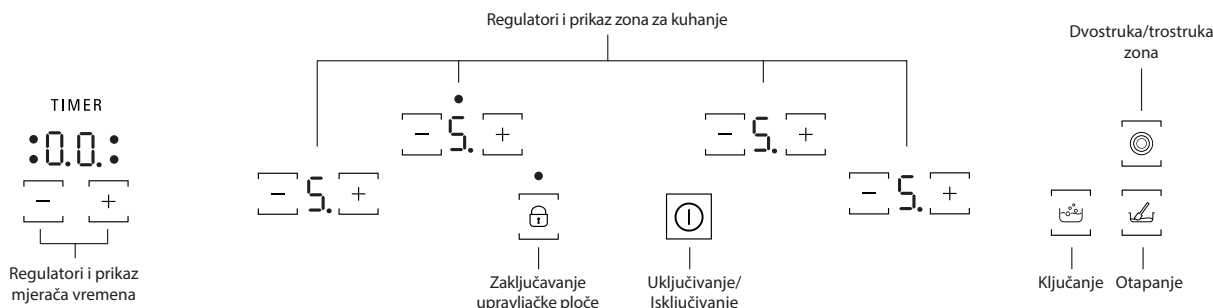 Regulatori i prikaz zona za kuhanje
Dvostruka/trostruka
zona
TIMER
0.0.
5.
5.
5.
5.
Regulatori i prikaz
mjerača vremena
Zaključavanje
upravljačke ploče
Uključivanje/
Isključivanje
Ključanje
Otapanje